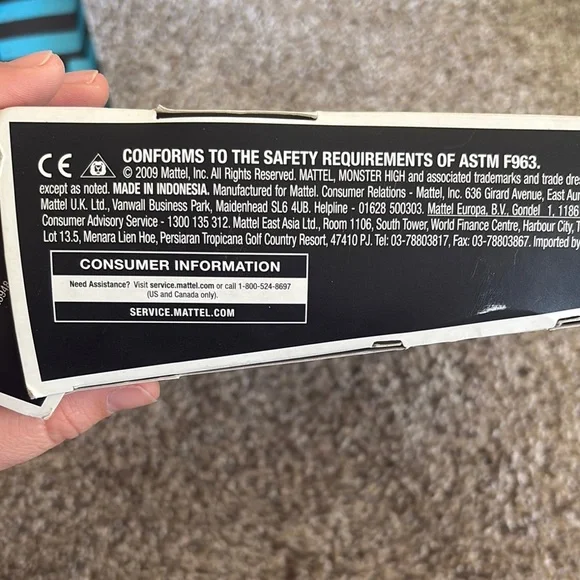 CE CONFORMS TO THE SAFETY REQUIREMENTS OF ASTM F963.
© 2009 Mattel, Inc. All Rights Reserved. MATTEL, MONSTER HIGH and associated trademarks and trade dres
except as noted. MADE IN INDONESIA. Manufactured for Mattel. Consumer Relations - Mattel, Inc. 636 Girard Avenue, East Aur
Mattel U.K. Ltd., Vanwall Business Park, Maidenhead SL6 4UB. Helpline - 01628 500303. Mattel Europa, B.V., Gondel 1, 1186
Consumer Advisory Service - 1300 135 312. Mattel East Asia Ltd., Room 1106, South Tower, World Finance Centre, Harbour City, T
Lot 13.5, Menara Lien Hoe, Persiaran Tropicana Golf Country Resort, 47410 PJ. Tel: 03-78803817, Fax: 03-78803867. Imported by
CONSUMER INFORMATION
Need Assistance? Visit service.mattel.com or call 1-800-524-8697
(US and Canada only).
SERVICE.MATTEL.COM